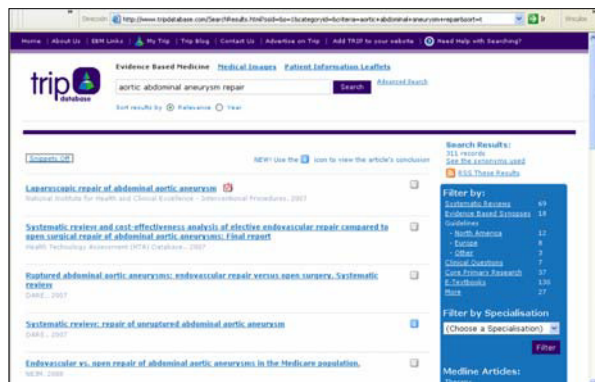 Dirección http://www.tripdatabase.com/SearchResults.html?ssid=&s=1&categoryid=&criteria=aortic+abdominal+aneurysm+repair&sort=t Ir Vínculos
Home | About Us | EBM Links | My Trip | Trip Blog | Contact Us | Advertise on Trip | Add TRIP to your website | Need Help with Searching?
Evidence Based Medicine Medical Images Patient Information Leaflets
trip
database
aortic abdominal aneurysm repair Search Advanced Search
Sort results by Relevance Year
Snippets Off
NEW! Use the icon to view the article's conclusion
Laparoscopic repair of abdominal aortic aneurysm
National Institute for Health and Clinical Excellence - Interventional Procedures, 2007
Systematic review and cost-effectiveness analysis of elective endovascular repair compared to
open surgical repair of abdominal aortic aneurysms: Final report
Health Technology Assessment (HTA) Database, 2007
Ruptured abdominal aortic aneurysms: endovascular repair versus open surgery. Systematic
review
DARE, 2007
Systematic review: repair of unruptured abdominal aortic aneurysm
DARE, 2007
Endovascular vs. open repair of abdominal aortic aneurysms in the Medicare population.
NEJM, 2008
Search Results:
311 records
See the synonyms used
RSS These Results
Filter by:
Systematic Reviews 69
Evidence Based Synopses 18
Guidelines
- North America 12
- Europe
- Other 3
Clinical Questions 7
Core Primary Research 37
E-Textbooks 130
More 27
Filter by Specialisation
(Choose a Specialisation)
Filter
Medline Articles: